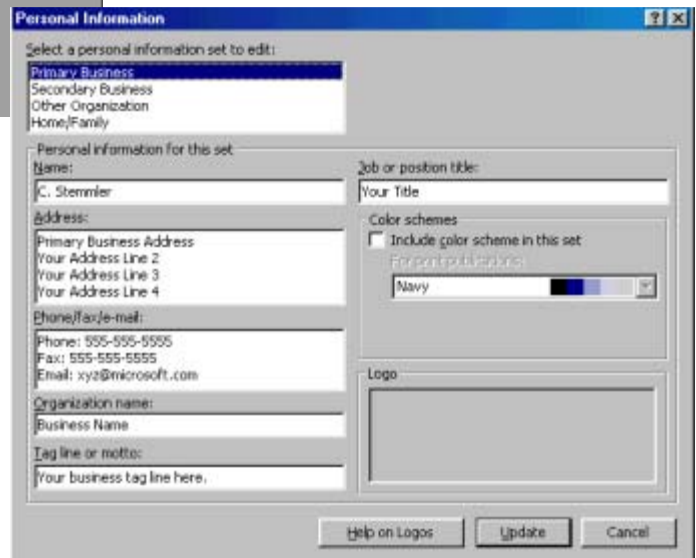 Personal Information
Select a personal information set to edit:
Primary Business
Secondary Business
Other Organization
Home/Family
Personal information for this set
Name:
C. Stemmler
Address:
Primary Business Address
Your Address Line 2
Your Address Line 3
Your Address Line 4
Phone/fax/e-mail:
Phone: 555-555-5555
Fax: 555-555-5555
Email: xyz@microsoft.com
Organization name:
Business Name
Tag line or motto:
Your business tag line here.
Job or position title:
Your Title
Color schemes
Include color scheme in this set
For print publications:
Navy
Logo
Help on Logos
Update
Cancel